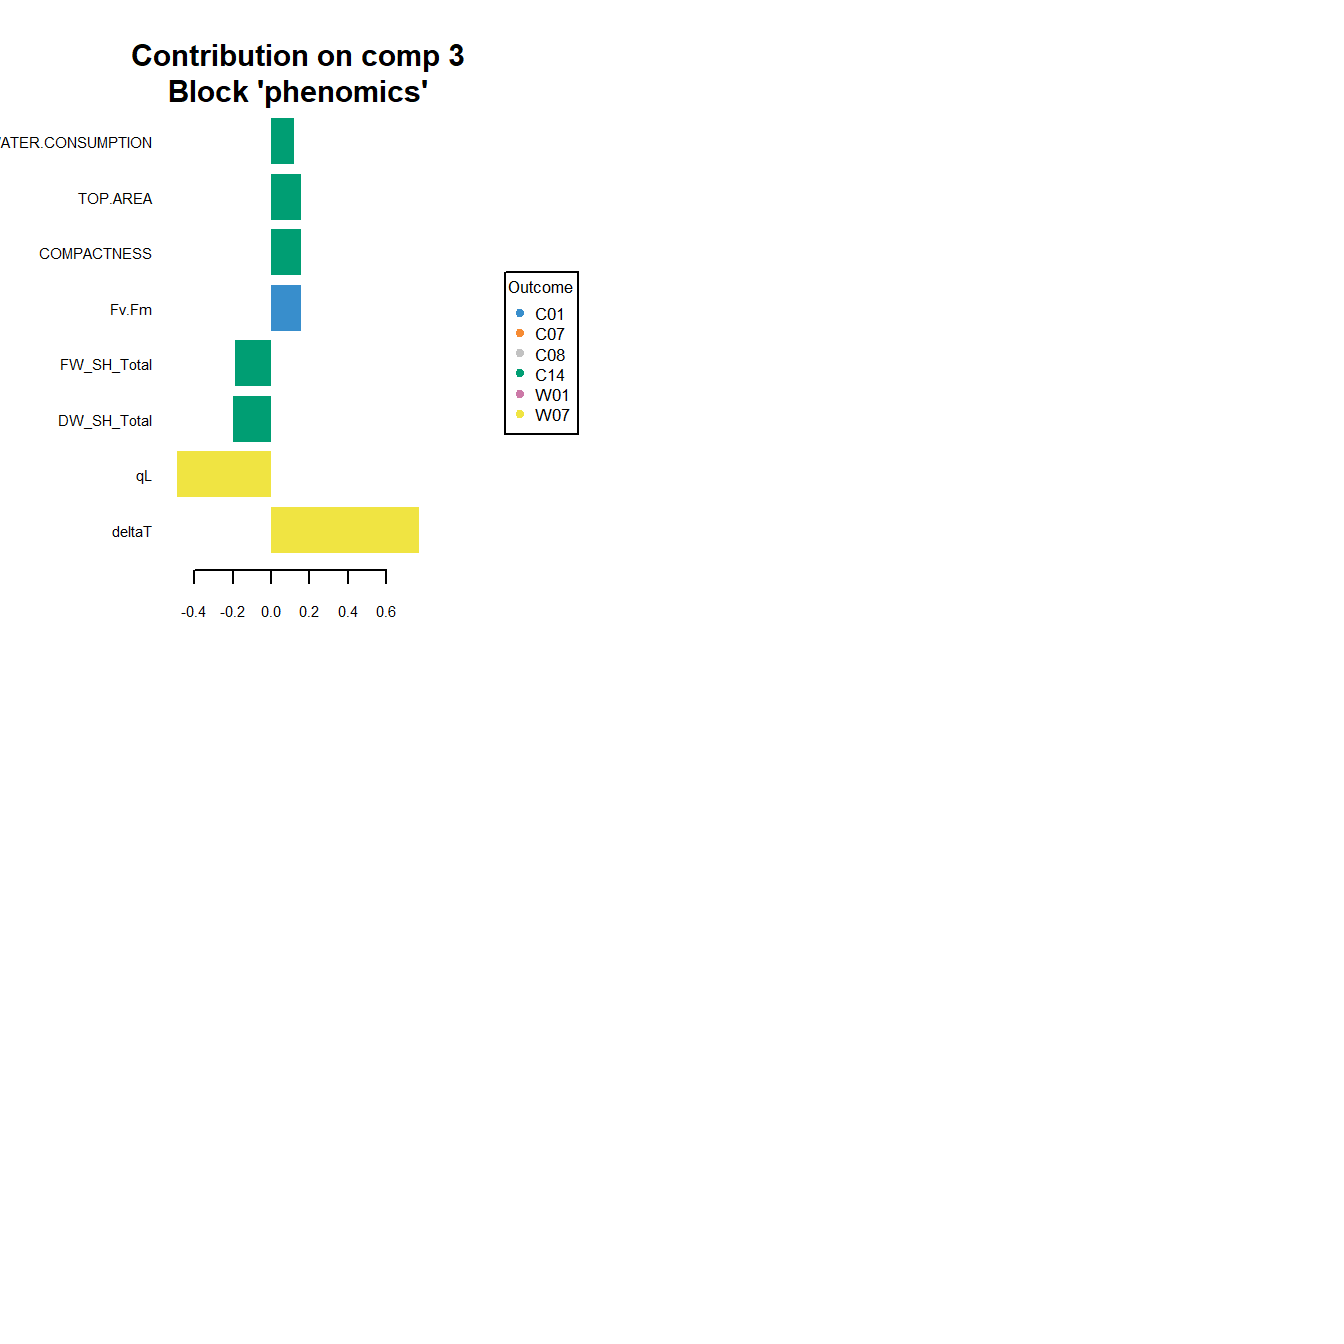 Contribution on comp 3
Block 'phenomics'
ATER.CONSUMPTION
TOP.AREA
COMPACTNESS
Fv.Fm
FW_SH_Total
DW_SH_Total
qL
deltaT
-0.4 -0.2 0.0 0.2 0.4 0.6
Outcome
C01
C07
C08
C14
W01
W07